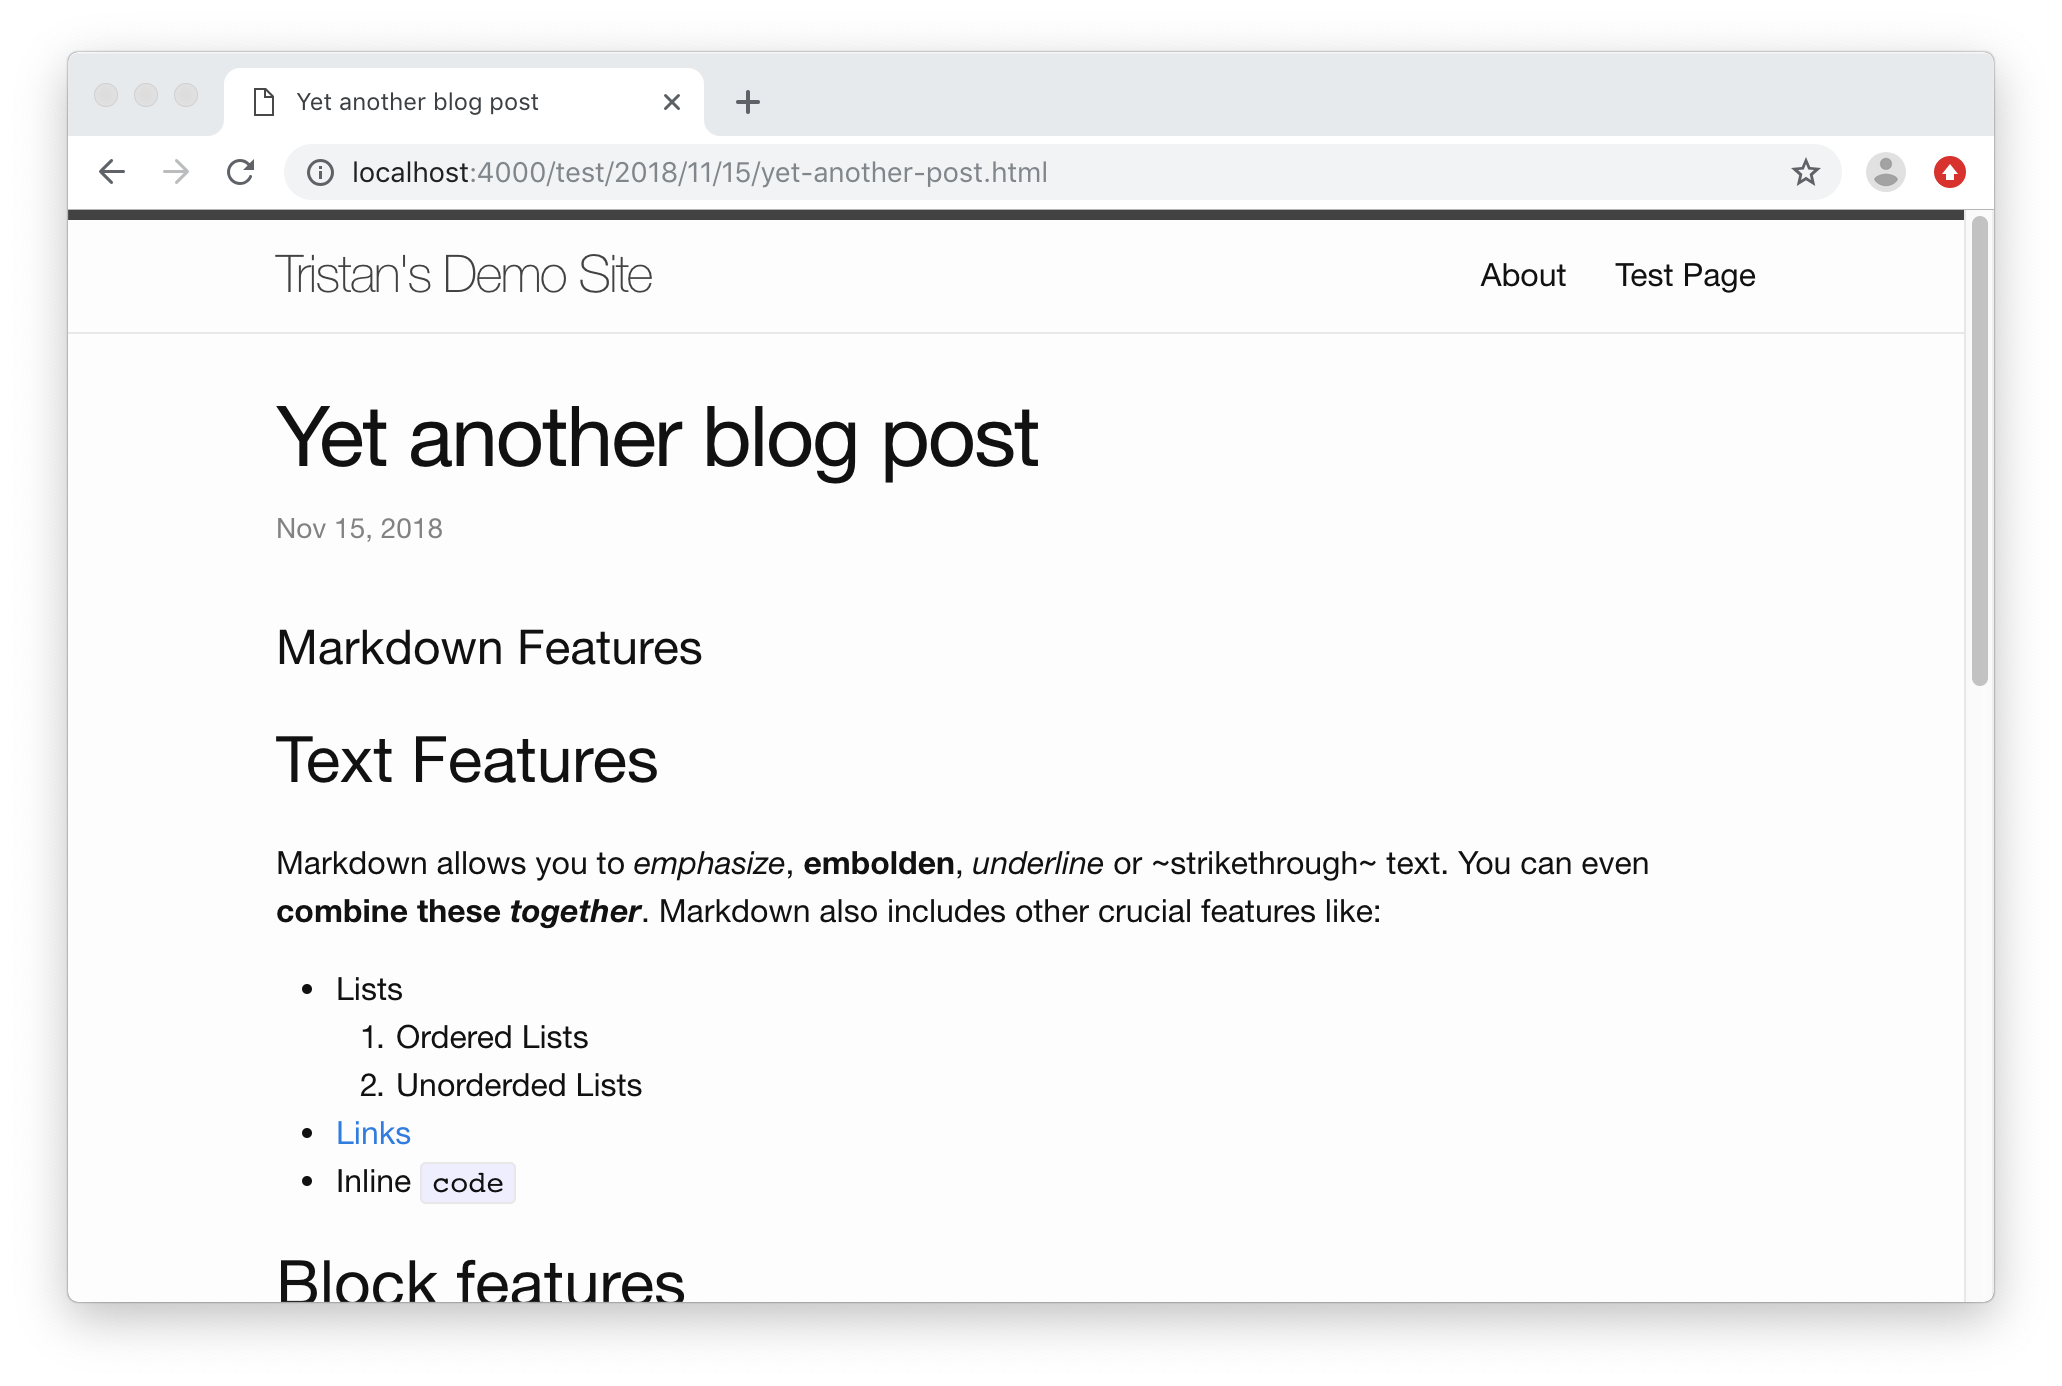 Yet another blog post
localhost:4000/test/2018/11/15/yet-another-post.html
Tristan's Demo Site
About Test Page
Yet another blog post
Nov 15, 2018
Markdown Features
Text Features
Markdown allows you to emphasize, embolden, underline or ~strikethrough~ text. You can even
combine these together. Markdown also includes other crucial features like:
• Lists
1. Ordered Lists
2. Unorderded Lists
• Links
• Inline code
Block features